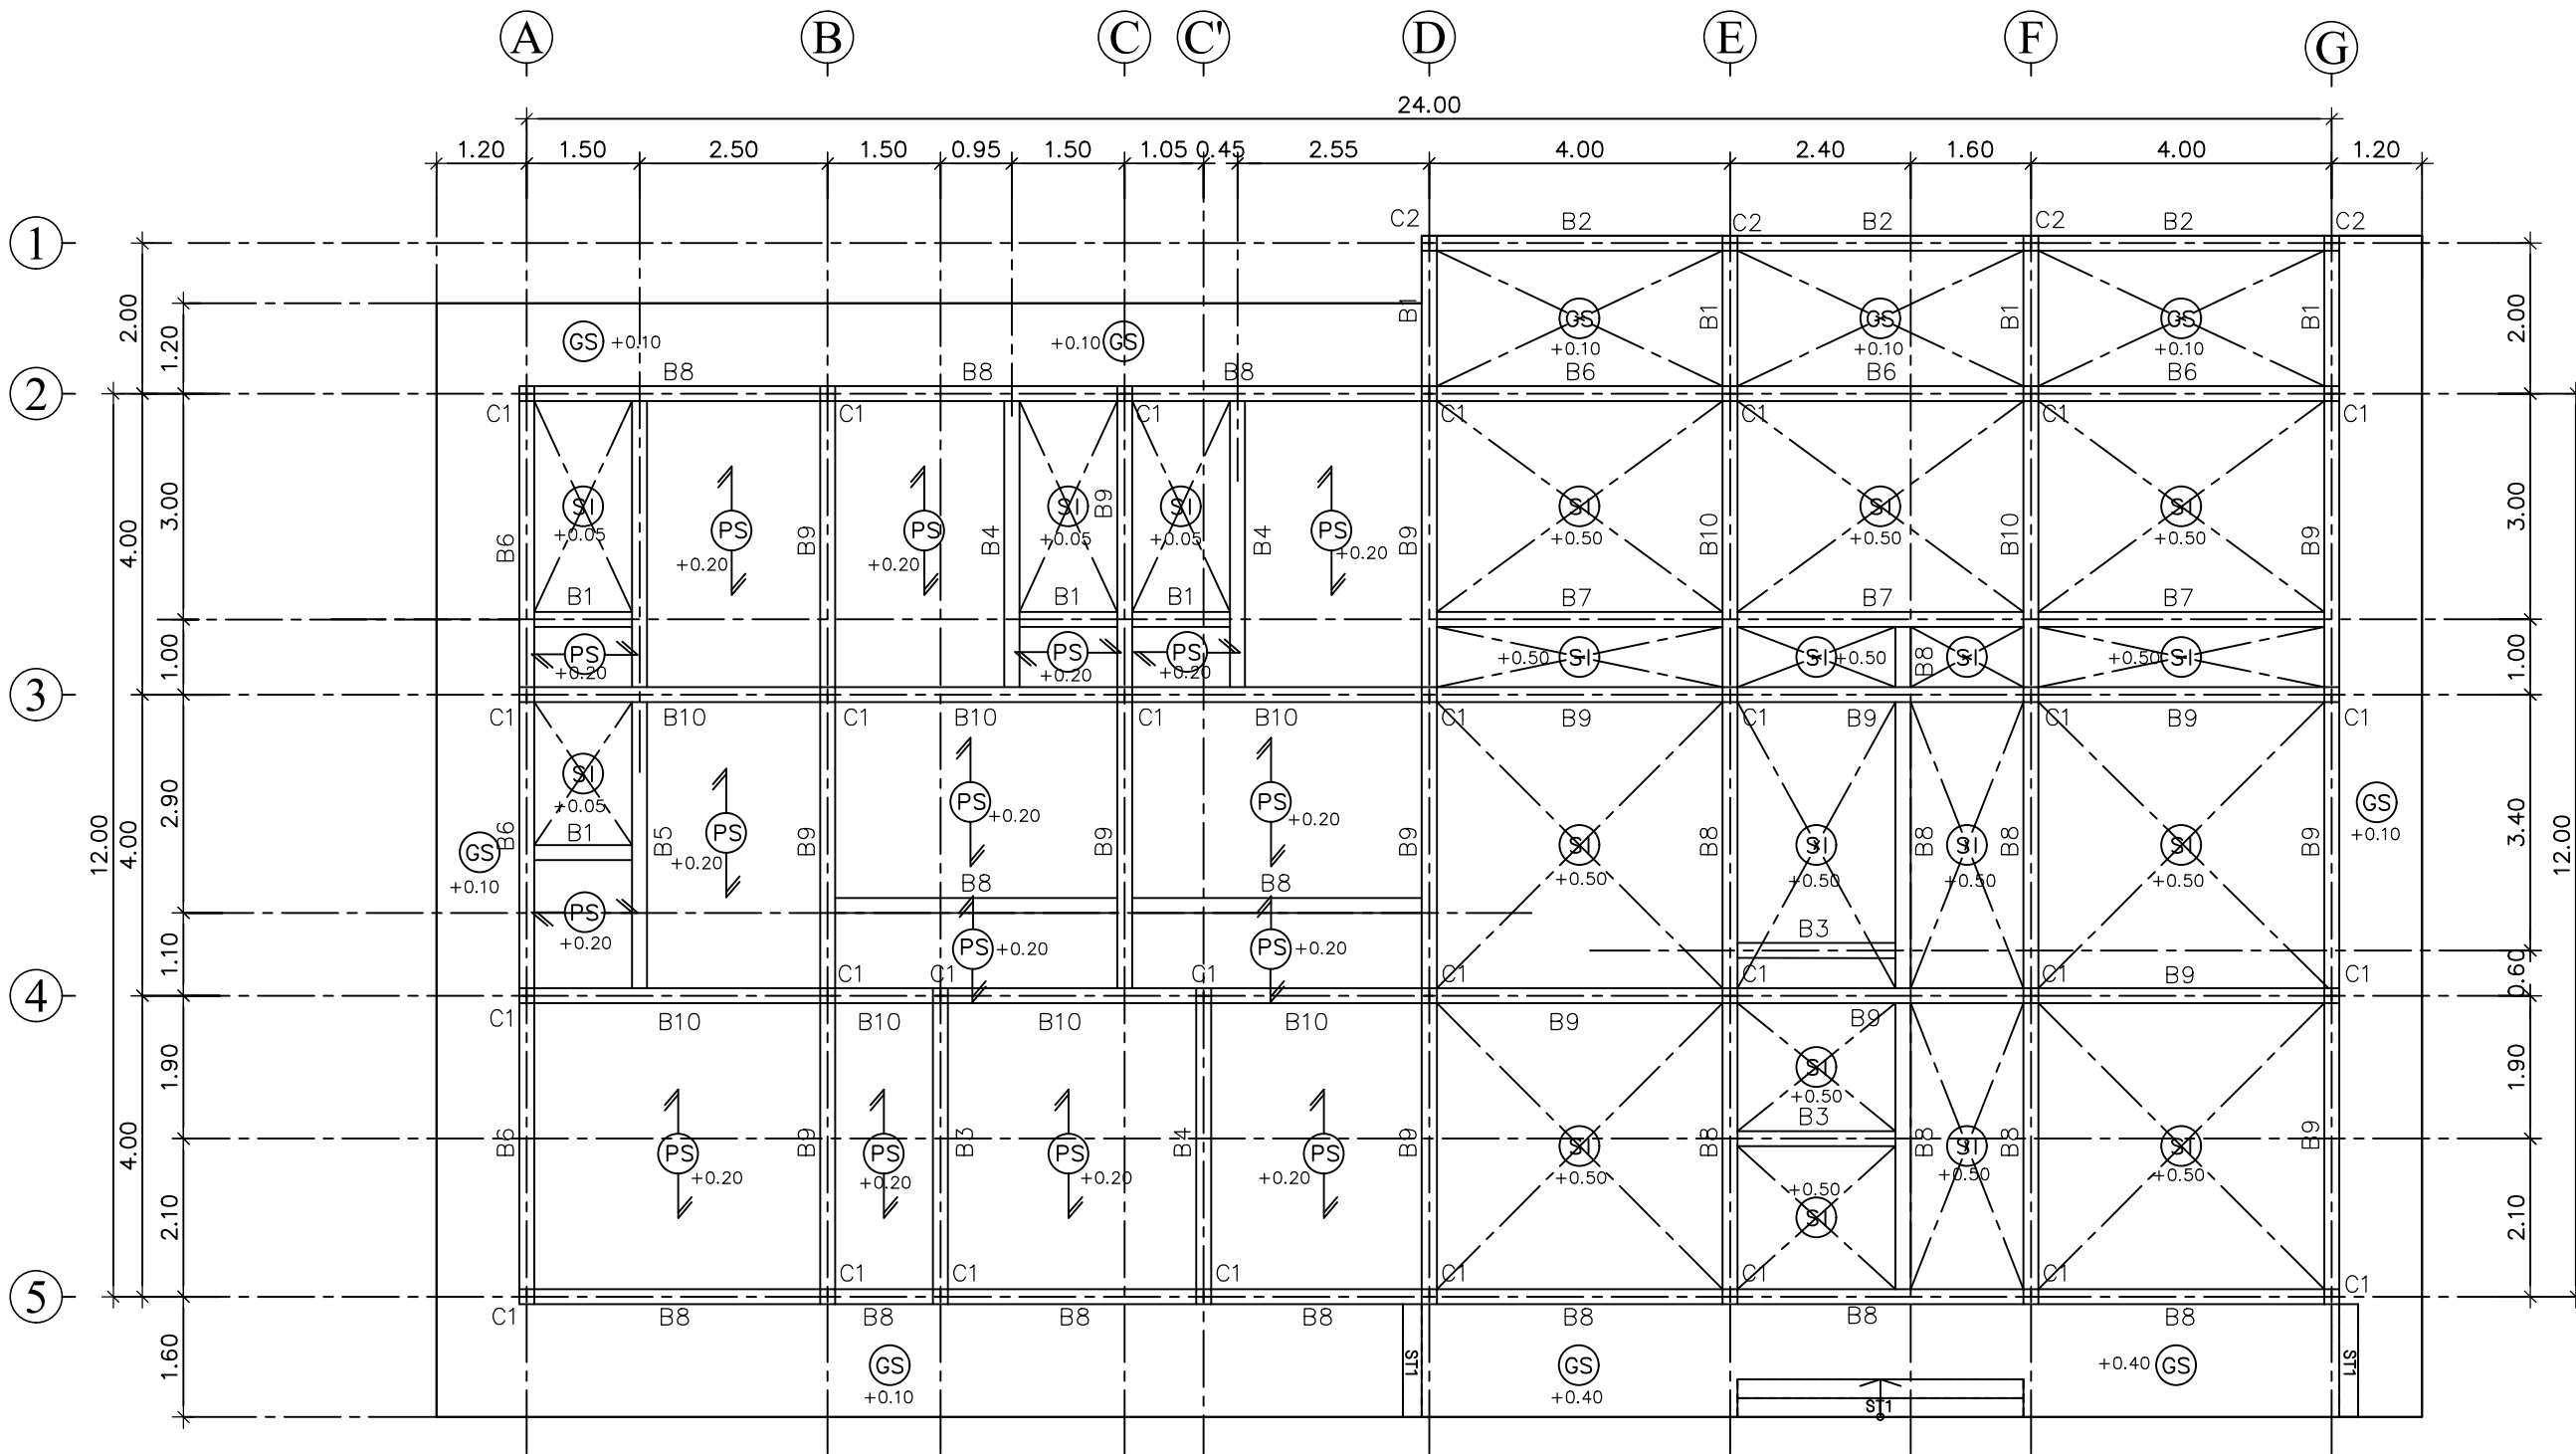 A B C C' D E F G
24.00
1.20 1.50 2.50 1.50 0.95 1.50 1.05 0.45 2.55 4.00 2.40 1.60 4.00 1.20
C2 B2 C2 B2 C2 B2 C2
1
2.00 1.20 B1 GS B1 GS B1 GS B1 2.00
GS +0.10 +0.10 GS +0.10 +0.10 +0.10
B8 B8 B8 B6 B6 B6
2
C1 C1 C1 C1 C1 C1 C1
4.00 3.00 SI SI B9 SI SI SI SI 3.00
B6 +0.05 PS B9 PS B4 +0.05 +0.05 B4 PS B9 +0.50 B10 +0.50 B10 +0.50 B9
+0.20 +0.20 +0.20
B1 B1 B1 B7 B7 B7
1.00 PS PS PS +0.50 SI SI +0.50 B8 SI +0.50 SI 1.00
+0.20 +0.20 +0.20
3
C1 B10 C1 B10 C1 B10 C1 B9 C1 B9 C1 B9 C1
SI PS PS GS
2.90 +0.05 +0.20 +0.20 +0.10
12.00 4.00 B6 B1 B5 PS B9 B9 B9 SI B8 SI B8 SI B8 SI B9 3.40 12.00
GS +0.20 +0.50 +0.50 +0.50 +0.50
+0.10 B8 B8
PS B3
1.10 +0.20 PS +0.20 PS +0.20 0.60
C1 C1 C1 C1 C1 C1 B9 C1
4
C1 B10 B10 B10 B10 B9 B9
1.90 SI 1.90
+0.50
4.00 B3
B6 PS B9 PS B3 PS B4 PS B9 SI B8 B8 SI B8 SI B9
+0.20 +0.20 +0.20 +0.20 +0.50 +0.50 +0.50 +0.50
2.10 SI 2.10
C1 C1 C1 C1 C1 C1 C1
5
C1 B8 B8 B8 B8 B8 B8 B8
1.60 GS ST1 GS +0.40 GS ST1
+0.10 +0.40 ST1